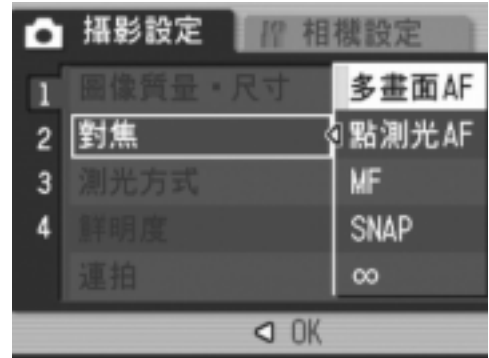 攝影設定 相機設定
1 圖像質量・尺寸 多畫面AF
2 對焦 點測光AF
3 測光方式 MF
4 鮮明度 SNAP
連拍 ∞
OK